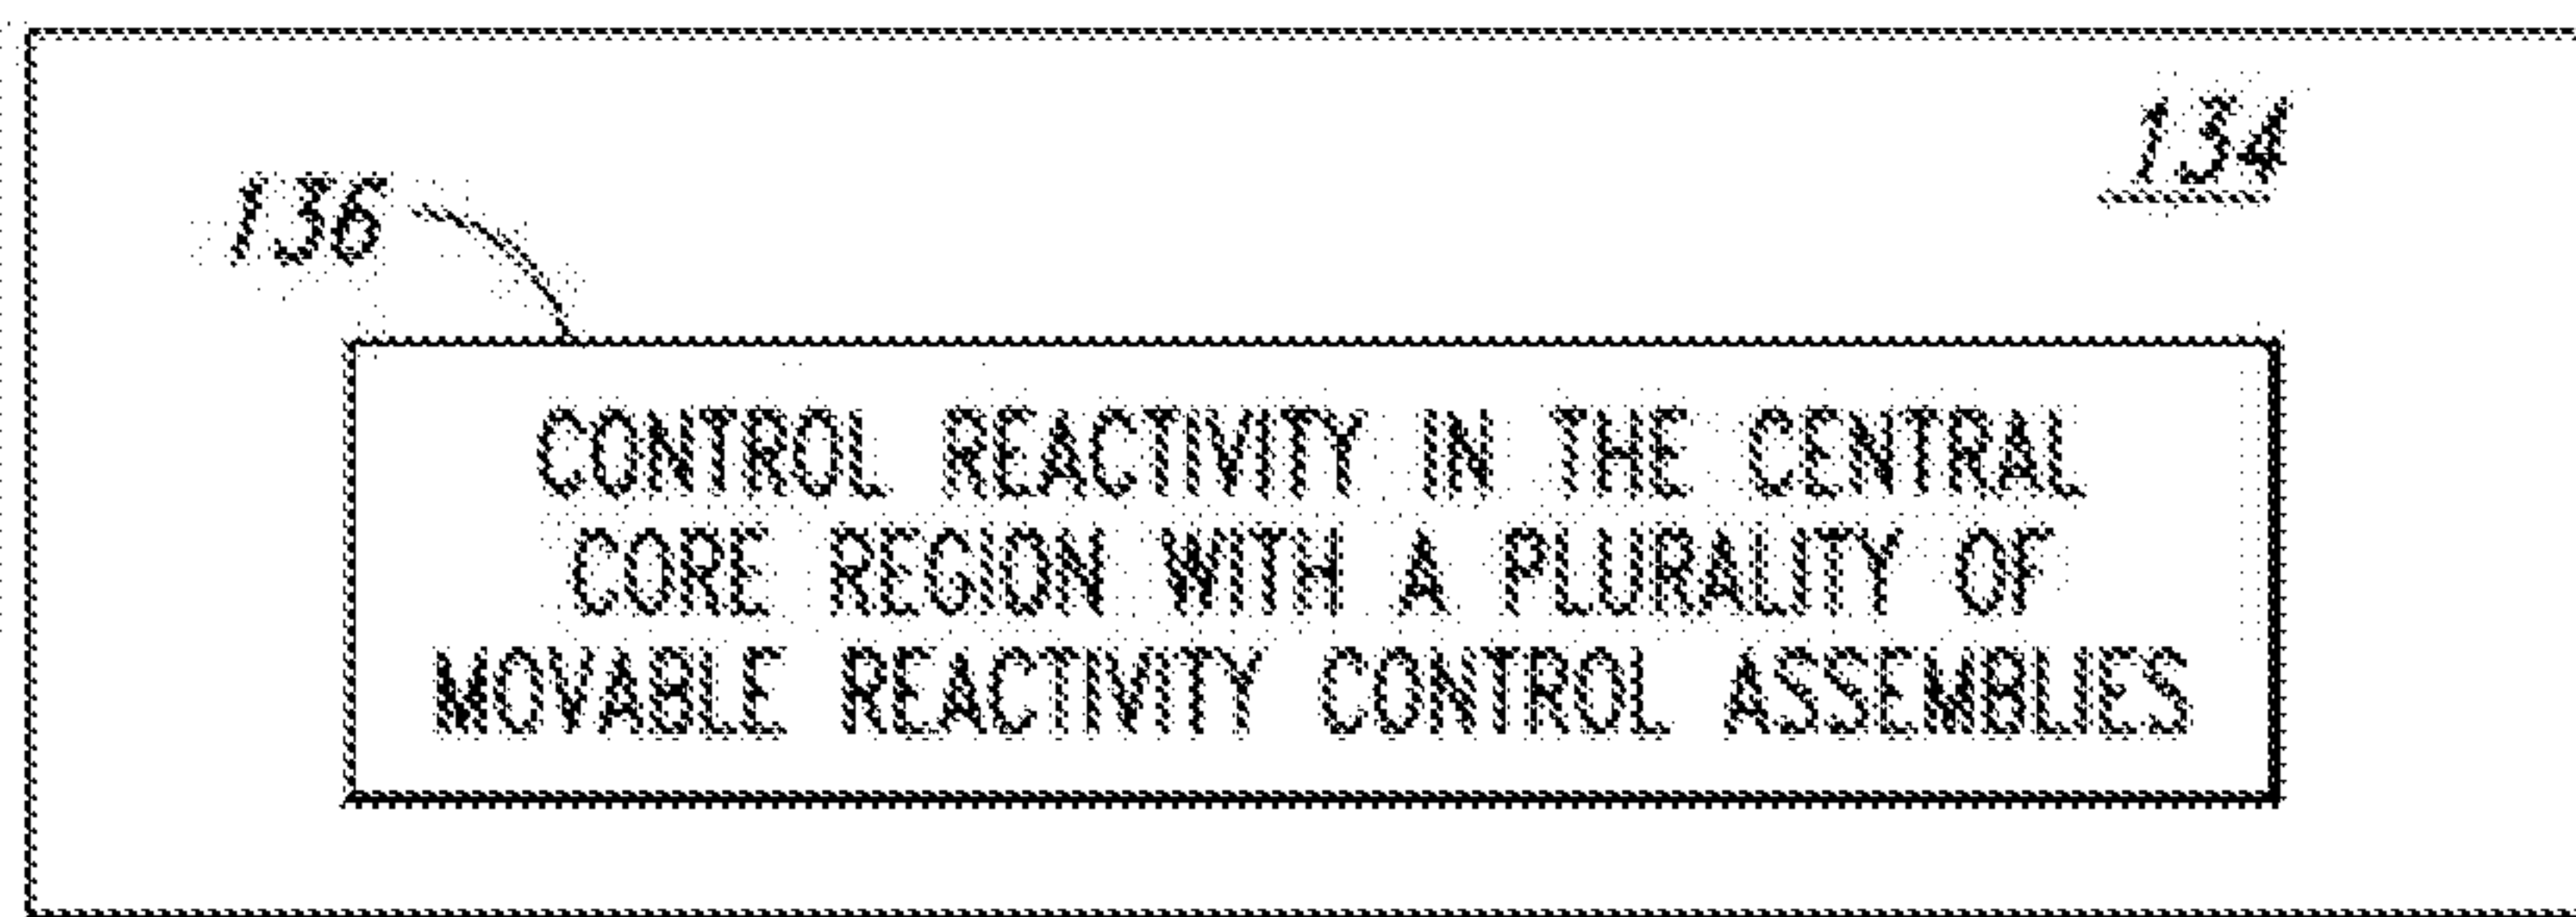 134
136
CONTROL REACTIVITY IN THE CENTRAL
CORE REGION WITH A PLURALITY OF
MOVABLE REACTIVITY CONTROL ASSEMBLIES